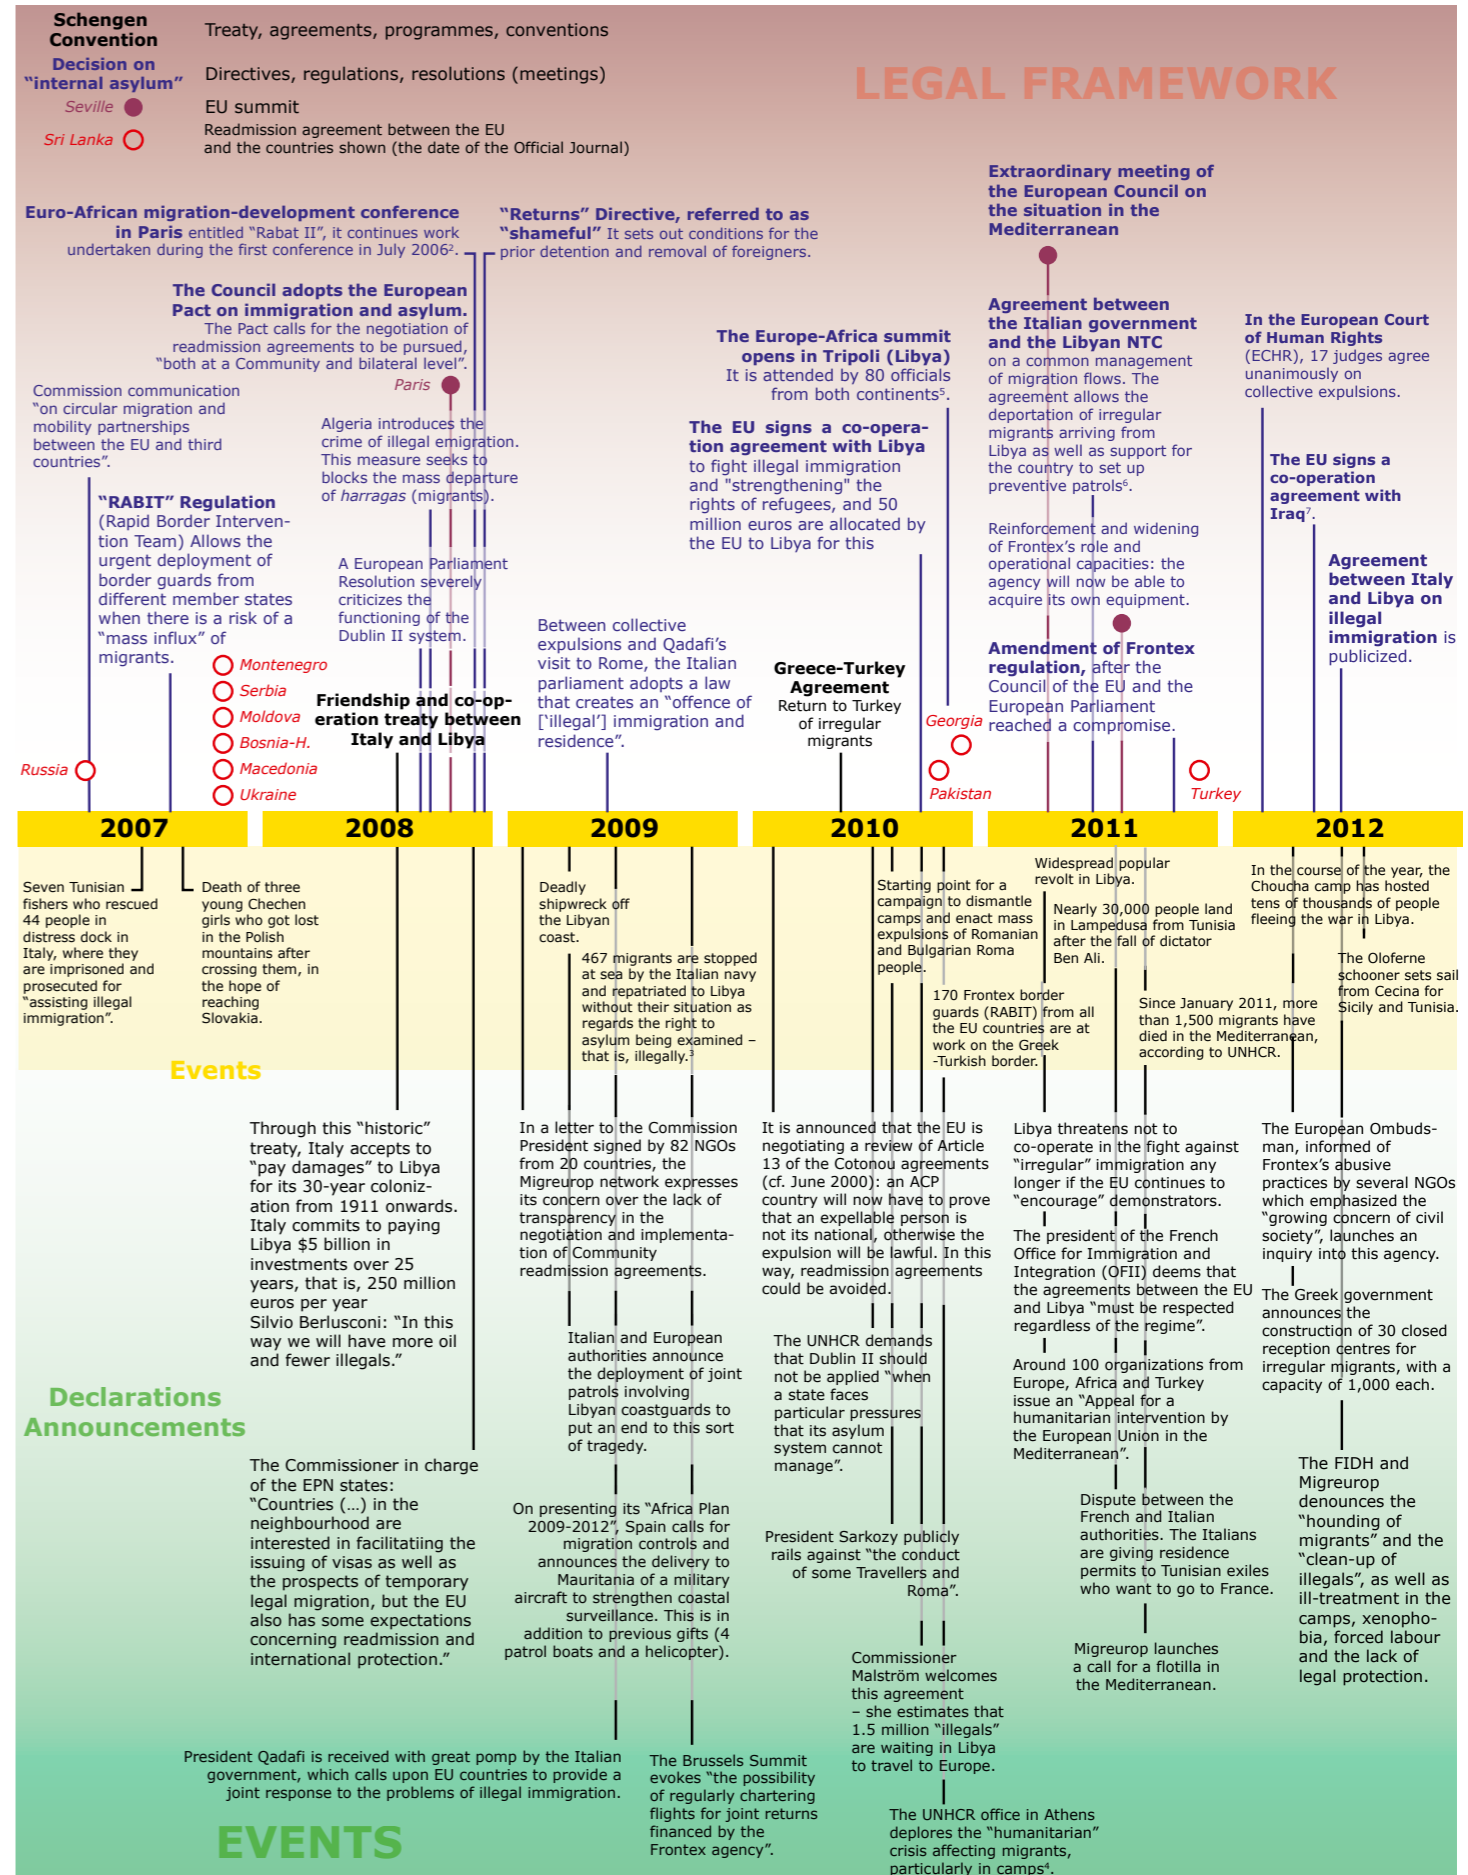 Schengen
Convention
Treaty, agreements, programmes, conventions
Decision on
“internal asylum”
Directives, regulations, resolutions (meetings)
Seville
EU summit
Sri Lanka
Readmission agreement between the EU
and the countries shown (the date of the Official Journal)
LEGAL FRAMEWORK
Euro-African migration-development conference
in Paris entitled “Rabat II”, it continues work
undertaken during the first conference in July 2006².
“Returns” Directive, referred to as
“shameful” It sets out conditions for the
prior detention and removal of foreigners.
Extraordinary meeting of
the European Council on
the situation in the
Mediterranean
The Council adopts the European
Pact on immigration and asylum.
The Pact calls for the negotiation of
readmission agreements to be pursued,
“both at a Community and bilateral level”.
Paris
Commission communication
“on circular migration and
mobility partnerships
between the EU and third
countries”.
Algeria introduces the
crime of illegal emigration.
This measure seeks to
blocks the mass departure
of harragas (migrants).
The Europe-Africa summit
opens in Tripoli (Libya)
It is attended by 80 officials
from both continents⁵.
Agreement between
the Italian government
and the Libyan NTC
on a common management
of migration flows. The
agreement allows the
deportation of irregular
migrants arriving from
Libya as well as support for
the country to set up
preventive patrols⁶.
In the European Court
of Human Rights
(ECHR), 17 judges agree
unanimously on
collective expulsions.
The EU signs a co-opera-
tion agreement with Libya
to fight illegal immigration
and "strengthening" the
rights of refugees, and 50
million euros are allocated by
the EU to Libya for this
The EU signs a
co-operation
agreement with
Iraq⁷.
“RABIT” Regulation
(Rapid Border Interven-
tion Team) Allows the
urgent deployment of
border guards from
different member states
when there is a risk of a
“mass influx” of
migrants.
A European Parliament
Resolution severely
criticizes the
functioning of the
Dublin II system.
Reinforcement and widening
of Frontex’s role and
operational capacities: the
agency will now be able to
acquire its own equipment.
Agreement
between Italy
and Libya on
illegal
immigration is
publicized.
Between collective
expulsions and Qadafi’s
visit to Rome, the Italian
parliament adopts a law
that creates an “offence of
[‘illegal’] immigration and
residence”.
Amendment of Frontex
regulation, after the
Council of the EU and the
European Parliament
reached a compromise.
Greece-Turkey
Agreement
Return to Turkey
of irregular
migrants
Montenegro
Serbia
Moldova
Bosnia-H.
Macedonia
Ukraine
Russia
Friendship and co-op-
eration treaty between
Italy and Libya
Georgia
Pakistan
Turkey
2007
2008
2009
2010
2011
2012
Seven Tunisian
fishers who rescued
44 people in
distress dock in
Italy, where they
are imprisoned and
prosecuted for
“assisting illegal
immigration”.
Death of three
young Chechen
girls who got lost
in the Polish
mountains after
crossing them, in
the hope of
reaching
Slovakia.
Deadly
shipwreck off
the Libyan
coast.
467 migrants are stopped
at sea by the Italian navy
and repatriated to Libya
without their situation as
regards the right to
asylum being examined –
that is, illegally.³
Starting point for a
campaign to dismantle
camps and enact mass
expulsions of Romanian
and Bulgarian Roma
people.
170 Frontex border
guards (RABIT) from all
the EU countries are at
work on the Greek
-Turkish border.
Widespread popular
revolt in Libya.
Nearly 30,000 people land
in Lampedusa from Tunisia
after the fall of dictator
Ben Ali.
Since January 2011, more
than 1,500 migrants have
died in the Mediterranean,
according to UNHCR.
In the course of the year, the
Choucha camp has hosted
tens of thousands of people
fleeing the war in Libya.
The Oloferne
schooner sets sail
from Cecina for
Sicily and Tunisia.
Events
Through this “historic”
treaty, Italy accepts to
“pay damages” to Libya
for its 30-year coloniz-
ation from 1911 onwards.
Italy commits to paying
Libya $5 billion in
investments over 25
years, that is, 250 million
euros per year
Silvio Berlusconi: “In this
way we will have more oil
and fewer illegals.”
In a letter to the Commission
President signed by 82 NGOs
from 20 countries, the
Migreurop network expresses
its concern over the lack of
transparency in the
negotiation and implementa-
tion of Community
readmission agreements.
It is announced that the EU is
negotiating a review of Article
13 of the Cotonou agreements
(cf. June 2000): an ACP
country will now have to prove
that an expellable person is
not its national, otherwise the
expulsion will be lawful. In this
way, readmission agreements
could be avoided.
Libya threatens not to
co-operate in the fight against
“irregular” immigration any
longer if the EU continues to
“encourage” demonstrators.
The president of the French
Office for Immigration and
Integration (OFII) deems that
the agreements between the EU
and Libya “must be respected
regardless of the regime”.
Around 100 organizations from
Europe, Africa and Turkey
issue an “Appeal for a
humanitarian intervention by
the European Union in the
Mediterranean”.
The European Ombuds-
man, informed of
Frontex’s abusive
practices by several NGOs
which emphasized the
“growing concern of civil
society”, launches an
inquiry into this agency.
The Greek government
announces the
construction of 30 closed
reception centres for
irregular migrants, with a
capacity of 1,000 each.
Italian and European
authorities announce
the deployment of joint
patrols involving
Libyan coastguards to
put an end to this sort
of tragedy.
The UNHCR demands
that Dublin II should
not be applied “when
a state faces
particular pressures
that its asylum
system cannot
manage”.
Declarations
Announcements
The Commissioner in charge
of the EPN states:
“Countries (…) in the
neighbourhood are
interested in facilitatiing the
issuing of visas as well as
the prospects of temporary
legal migration, but the EU
also has some expectations
concerning readmission and
international protection.”
On presenting its “Africa Plan
2009-2012”, Spain calls for
migration controls and
announces the delivery to
Mauritania of a military
aircraft to strengthen coastal
surveillance. This is in
addition to previous gifts (4
patrol boats and a helicopter).
President Sarkozy publicly
rails against “the conduct
of some Travellers and
Roma”.
Dispute between the
French and Italian
authorities. The Italians
are giving residence
permits to Tunisian exiles
who want to go to France.
The FIDH and
Migreurop
denounces the
“hounding of
migrants” and the
“clean-up of
illegals”, as well as
ill-treatment in the
camps, xenopho-
bia, forced labour
and the lack of
legal protection.
Migreurop launches
a call for a flotilla in
the Mediterranean.
Commissioner
Malström welcomes
this agreement
– she estimates that
1.5 million “illegals”
are waiting in Libya
to travel to Europe.
President Qadafi is received with great pomp by the Italian
government, which calls upon EU countries to provide a
joint response to the problems of illegal immigration.
The Brussels Summit
evokes “the possibility
of regularly chartering
flights for joint returns
financed by the
Frontex agency”.
The UNHCR office in Athens
deplores the “humanitarian”
crisis affecting migrants,
particularly in camps⁴.
EVENTS